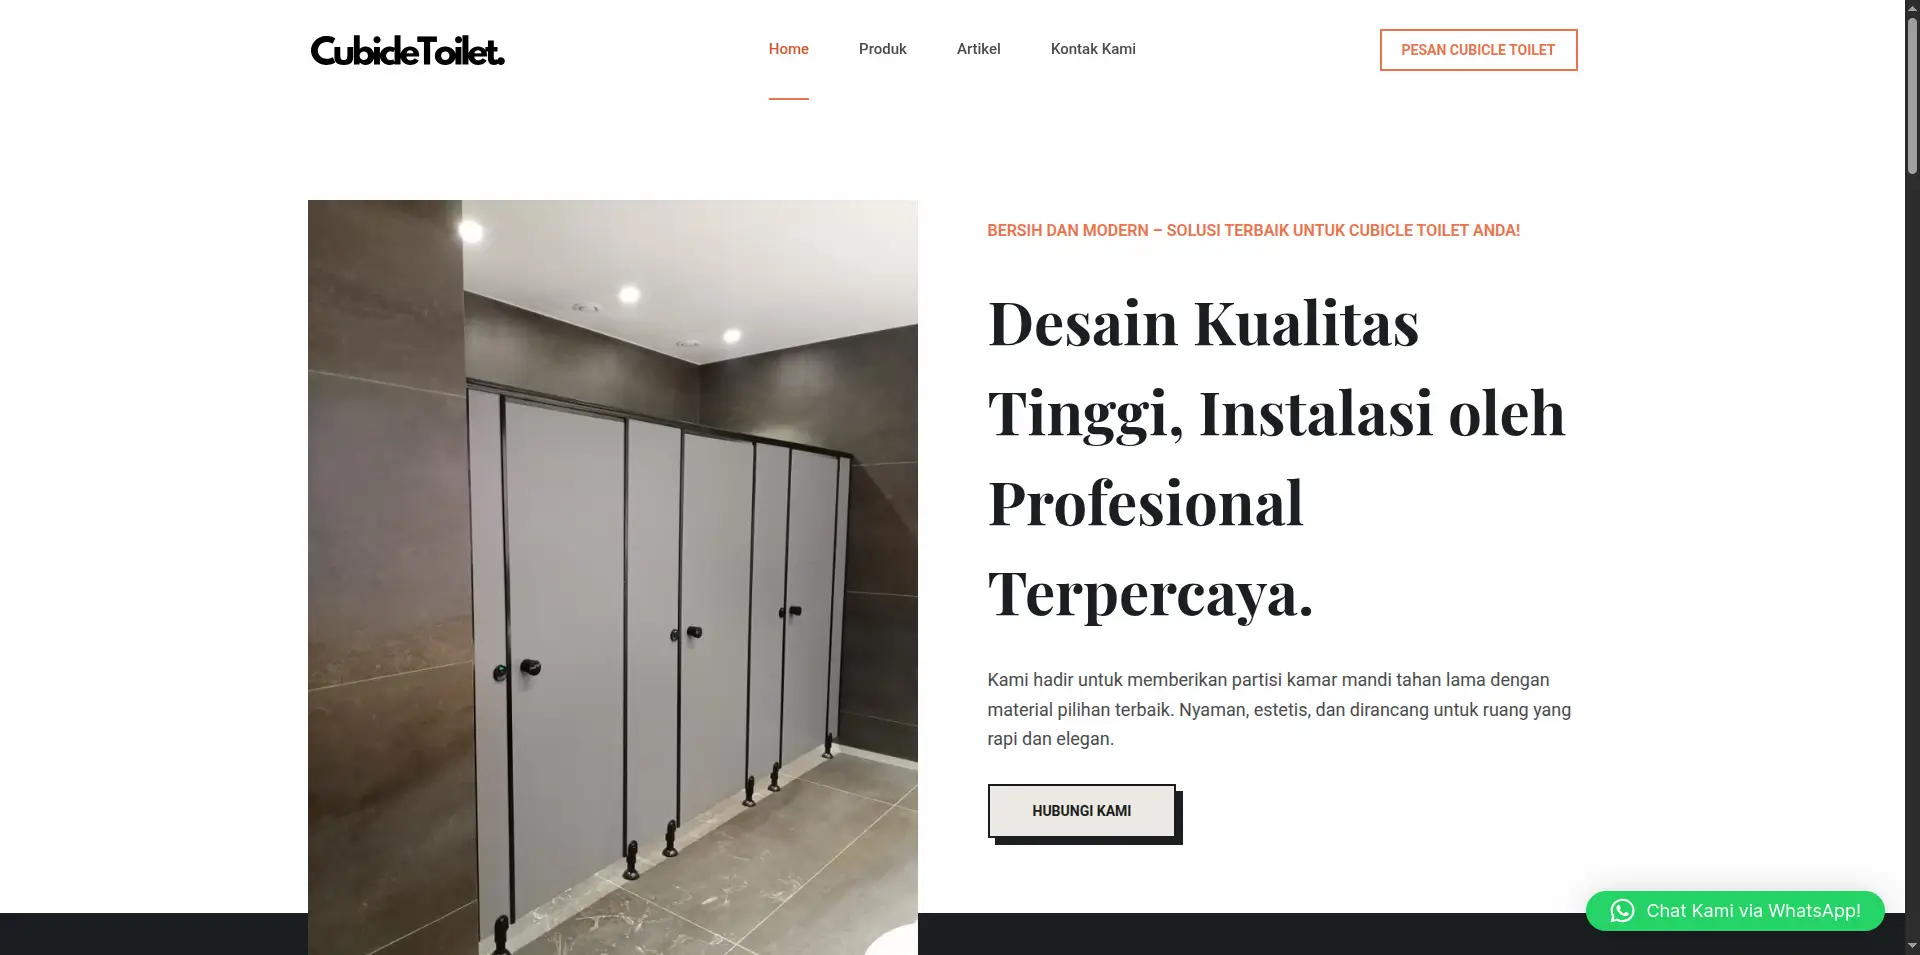 CubicleToilet.
Home
Produk
Artikel
Kontak Kami
PESAN CUBICLE TOILET
BERSIH DAN MODERN – SOLUSI TERBAIK UNTUK CUBICLE TOILET ANDA!
Desain Kualitas
Tinggi, Instalasi oleh
Profesional
Terpercaya.
Kami hadir untuk memberikan partisi kamar mandi tahan lama dengan
material pilihan terbaik. Nyaman, estetis, dan dirancang untuk ruang yang
rapi dan elegan.
HUBUNGI KAMI
Chat Kami via WhatsApp!